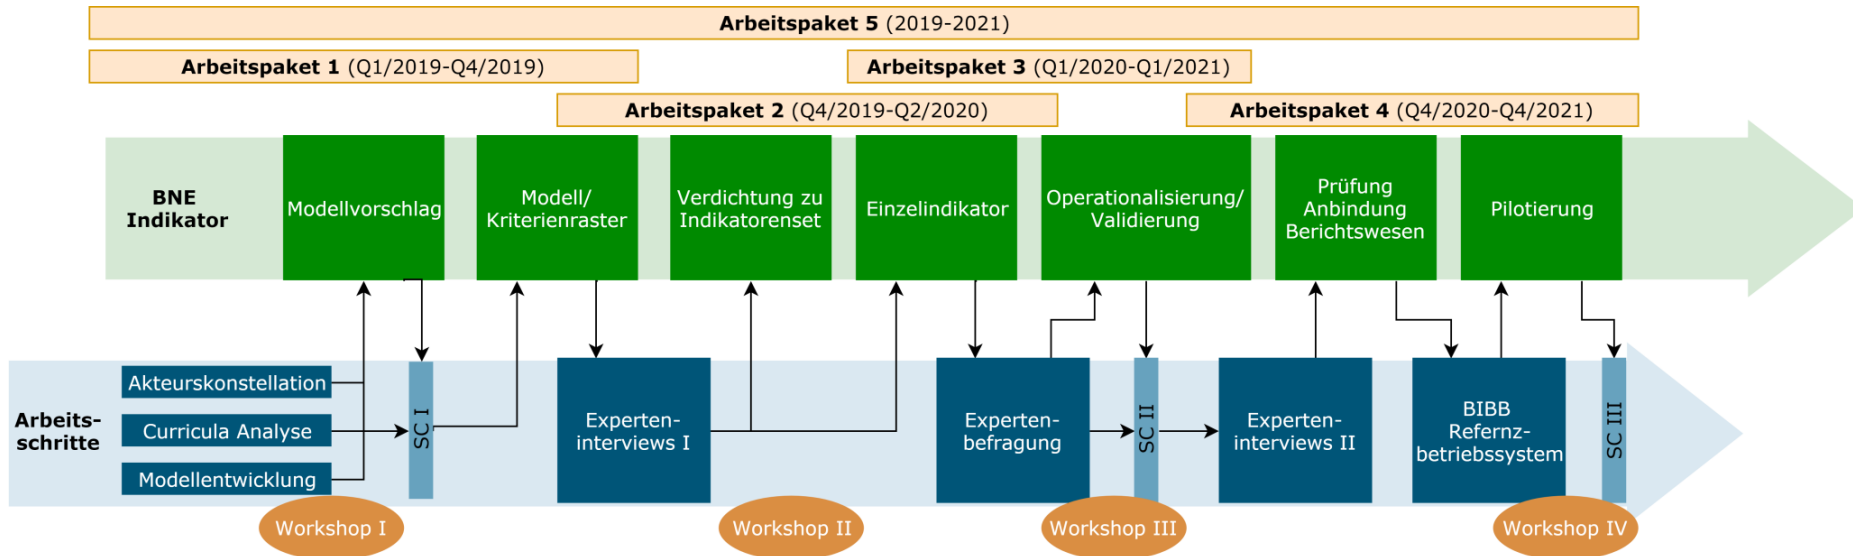 Arbeitspaket 5 (2019-2021)
Arbeitspaket 1 (Q1/2019-Q4/2019)
Arbeitspaket 3 (Q1/2020-Q1/2021)
Arbeitspaket 2 (Q4/2019-Q2/2020)
Arbeitspaket 4 (Q4/2020-Q4/2021)
BNE
Indikator
Modellvorschlag
Modell/
Kriterienraster
Verdichtung zu
Indikatorenset
Einzelindikator
Operationalisierung/
Validierung
Prüfung
Anbindung
Berichtswesen
Pilotierung
Arbeits-
schritte
Akteurskonstellation
Curricula Analyse
Modellentwicklung
SC I
Experten-
interviews I
Experten-
befragung
SC II
Experten-
interviews II
BIBB
Refernz-
betriebssystem
SC III
Workshop I
Workshop II
Workshop III
Workshop IV